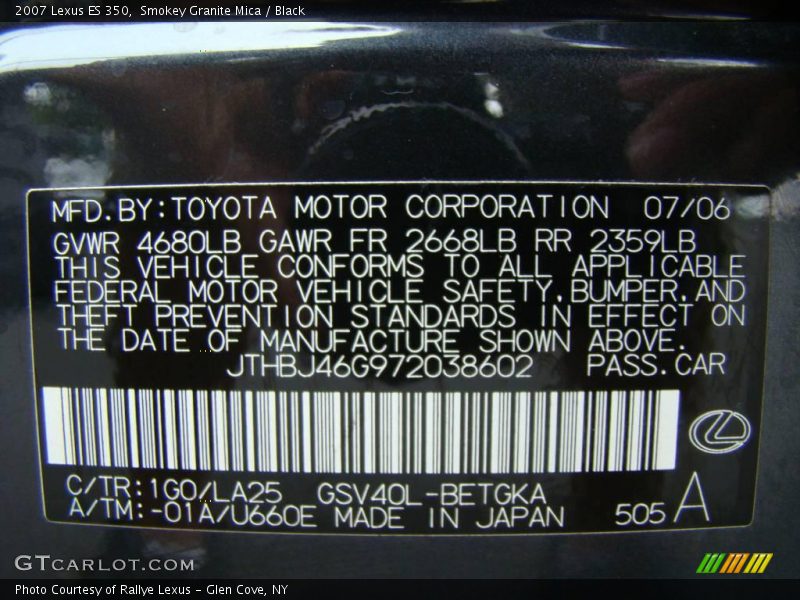 2007 Lexus ES 350, Smokey Granite Mica / Black
MFD.BY:TOYOTA MOTOR CORPORATION 07/06
GVWR 4680LB GAWR FR 2668LB RR 2359LB
THIS VEHICLE CONFORMS TO ALL APPLICABLE
FEDERAL MOTOR VEHICLE SAFETY,BUMPER,AND
THEFT PREVENTION STANDARDS IN EFFECT ON
THE DATE OF MANUFACTURE SHOWN ABOVE.
JTHBJ46G972038602 PASS.CAR
C/TR:1G0/LA25 GSV40L-BETGKA
A/TM:-01A/U660E MADE IN JAPAN 505 A
GTCARLOT.COM
Photo Courtesy of Rallye Lexus - Glen Cove, NY